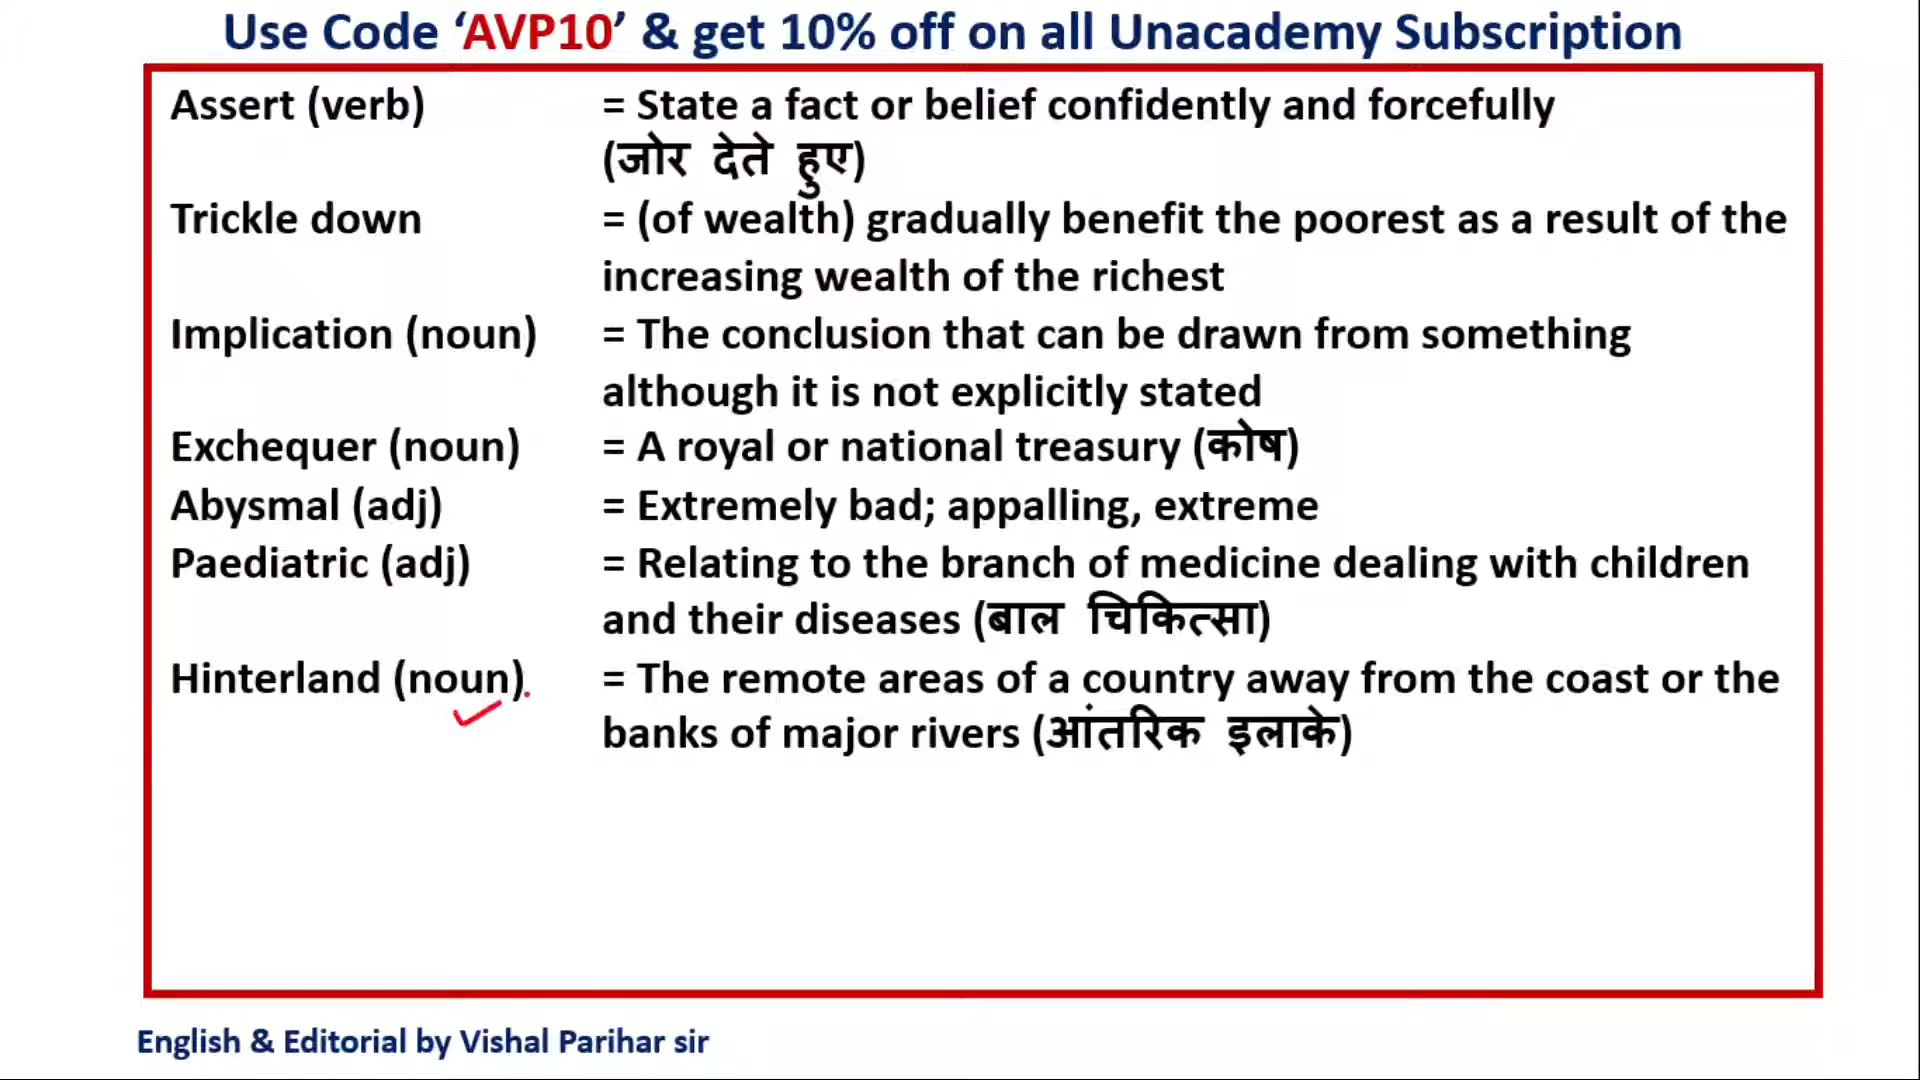 Use Code ‘AVP10’ & get 10% off on all Unacademy Subscription
Assert (verb) = State a fact or belief confidently and forcefully
(जोर देते हुए)
Trickle down = (of wealth) gradually benefit the poorest as a result of the
increasing wealth of the richest
Implication (noun) = The conclusion that can be drawn from something
although it is not explicitly stated
Exchequer (noun) = A royal or national treasury (कोष)
Abysmal (adj) = Extremely bad; appalling, extreme
Paediatric (adj) = Relating to the branch of medicine dealing with children
and their diseases (बाल चिकित्सा)
Hinterland (noun) = The remote areas of a country away from the coast or the
banks of major rivers (आंतरिक इलाके)
English & Editorial by Vishal Parihar sir